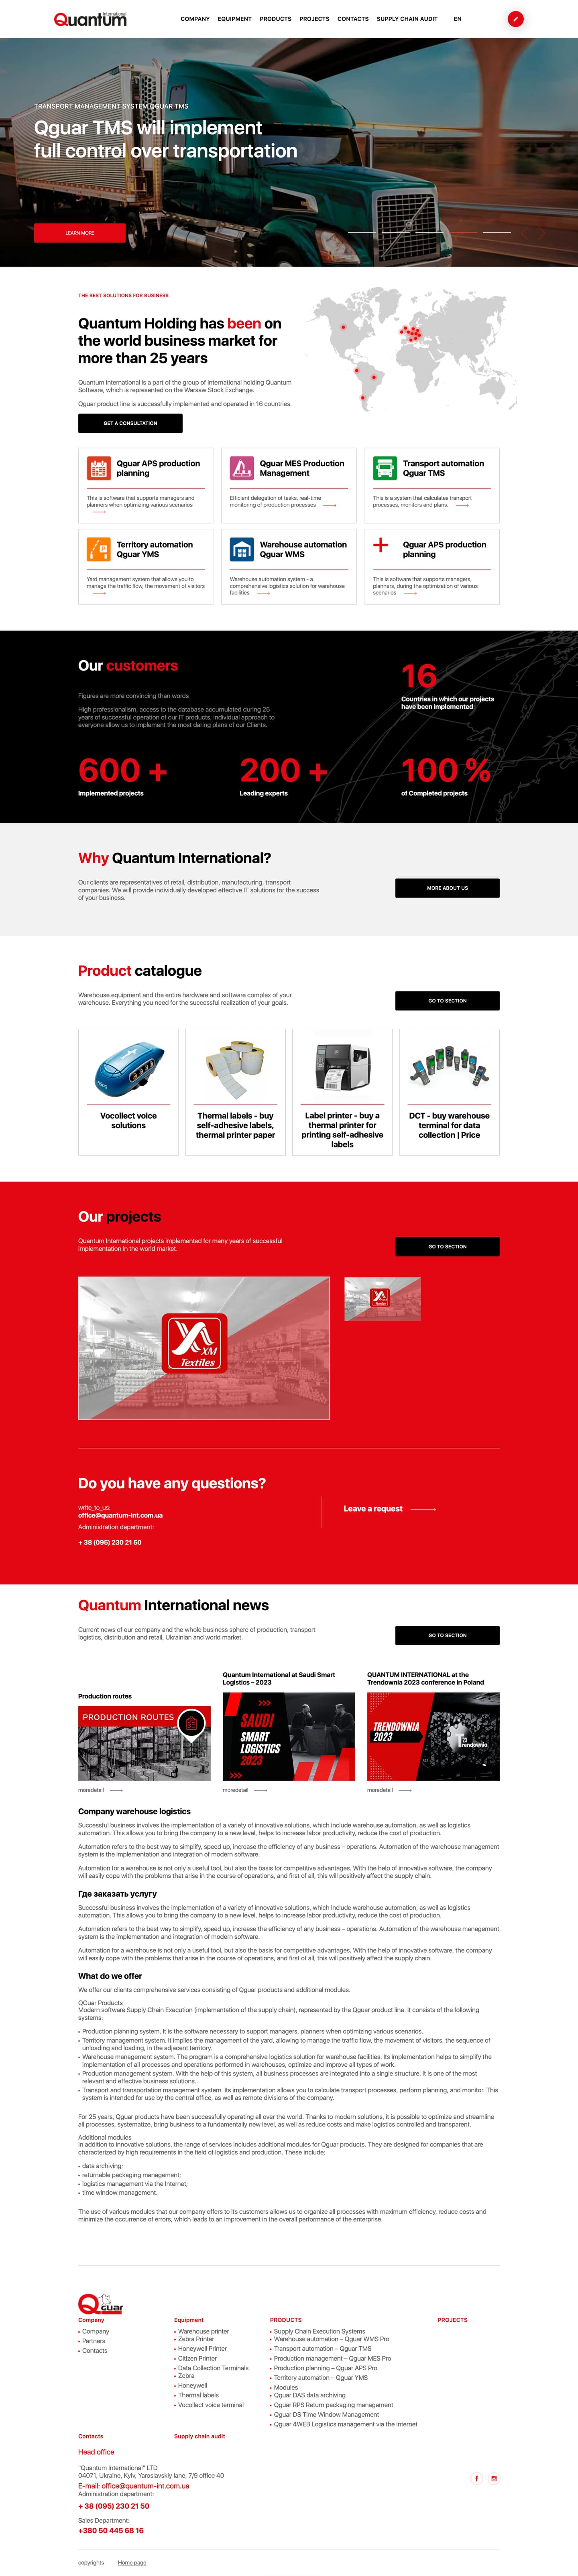 International
Quantum
COMPANY EQUIPMENT PRODUCTS PROJECTS CONTACTS SUPPLY CHAIN AUDIT EN
TRANSPORT MANAGEMENT SYSTEM QGUAR TMS
Qguar TMS will implement
full control over transportation
LEARN MORE
THE BEST SOLUTIONS FOR BUSINESS
Quantum Holding has been on
the world business market for
more than 25 years
Quantum International is a part of the group of international holding Quantum
Software, which is represented on the Warsaw Stock Exchange.
Qguar product line is successfully implemented and operated in 16 countries.
GET A CONSULTATION
Qguar APS production
planning
This is software that supports managers and
planners when optimizing various scenarios
Qguar MES Production
Management
Efficient delegation of tasks, real-time
monitoring of production processes
Transport automation
Qguar TMS
This is a system that calculates transport
processes, monitors and plans.
Territory automation
Qguar YMS
Yard management system that allows you to
manage the traffic flow, the movement of visitors
Warehouse automation
Qguar WMS
Warehouse automation system - a
comprehensive logistics solution for warehouse
facilities
Qguar APS production
planning
This is software that supports managers,
planners, during the optimization of various
scenarios
Our customers
Figures are more convincing than words
High professionalism, access to the database accumulated during 25
years of successful operation of our IT products, individual approach to
everyone allow us to implement the most daring plans of our Clients.
16
Countries in which our projects
have been implemented
600 +
Implemented projects
200 +
Leading experts
100 %
of Completed projects
Why Quantum International?
Our clients are representatives of retail, distribution, manufacturing, transport
companies. We will provide individually developed effective IT solutions for the success
of your business.
MORE ABOUT US
Product catalogue
Warehouse equipment and the entire hardware and software complex of your
warehouse. Everything you need for the successful realization of your goals.
GO TO SECTION
Vocollect voice
solutions
Thermal labels - buy
self-adhesive labels,
thermal printer paper
Label printer - buy a
thermal printer for
printing self-adhesive
labels
DCT - buy warehouse
terminal for data
collection | Price
Our projects
Quantum International projects implemented for many years of successful
implementation in the world market.
GO TO SECTION
XM
Textiles
Do you have any questions?
write_to_us:
office@quantum-int.com.ua
Administration department:
+ 38 (095) 230 21 50
Leave a request
Quantum International news
Current news of our company and the whole business sphere of production, transport
logistics, distribution and retail, Ukrainian and world market.
GO TO SECTION
Production routes
PRODUCTION ROUTES
moredetail
Quantum International at Saudi Smart
Logistics – 2023
SAUDI
SMART
LOGISTICS
2023
moredetail
QUANTUM INTERNATIONAL at the
Trendownia 2023 conference in Poland
TRENDOWNIA
2023
Trendownia
moredetail
Company warehouse logistics
Successful business involves the implementation of a variety of innovative solutions, which include warehouse automation, as well as logistics
automation. This allows you to bring the company to a new level, helps to increase labor productivity, reduce the cost of production.
Automation refers to the best way to simplify, speed up, increase the efficiency of any business – operations. Automation of the warehouse management
system is the implementation and integration of modern software.
Automation for a warehouse is not only a useful tool, but also the basis for competitive advantages. With the help of innovative software, the company
will easily cope with the problems that arise in the course of operations, and first of all, this will positively affect the supply chain.
Где заказать услугу
Successful business involves the implementation of a variety of innovative solutions, which include warehouse automation, as well as logistics
automation. This allows you to bring the company to a new level, helps to increase labor productivity, reduce the cost of production.
Automation refers to the best way to simplify, speed up, increase the efficiency of any business – operations. Automation of the warehouse management
system is the implementation and integration of modern software.
Automation for a warehouse is not only a useful tool, but also the basis for competitive advantages. With the help of innovative software, the company
will easily cope with the problems that arise in the course of operations, and first of all, this will positively affect the supply chain.
What do we offer
We offer our clients comprehensive services consisting of Qguar products and additional modules.
QGuar Products
Modern software Supply Chain Execution (implementation of the supply chain), represented by the Qguar product line. It consists of the following
systems:
• Production planning system. It is the software necessary to support managers, planners when optimizing various scenarios.
• Territory management system. It implies the management of the yard, allowing to manage the traffic flow, the movement of visitors, the sequence of
unloading and loading, in the adjacent territory.
• Warehouse management system. The program is a comprehensive logistics solution for warehouse facilities. Its implementation helps to simplify the
implementation of all processes and operations performed in warehouses, optimize and improve all types of work.
• Production management system. With the help of this system, all business processes are integrated into a single structure. It is one of the most
relevant and effective business solutions.
• Transport and transportation management system. Its implementation allows you to calculate transport processes, perform planning, and monitor. This
system is intended for use by the central office, as well as remote divisions of the company.
For 25 years, Qguar products have been successfully operating all over the world. Thanks to modern solutions, it is possible to optimize and streamline
all processes, systematize, bring business to a fundamentally new level, as well as reduce costs and make logistics controlled and transparent.
Additional modules
In addition to innovative solutions, the range of services includes additional modules for Qguar products. They are designed for companies that are
characterized by high requirements in the field of logistics and production. These include:
• data archiving;
• returnable packaging management;
• logistics management via the Internet;
• time window management.
The use of various modules that our company offers to its customers allows us to organize all processes with maximum efficiency, reduce costs and
minimize the occurrence of errors, which leads to an improvement in the overall performance of the enterprise.
Qguar
Company
• Company
• Partners
• Contacts
Equipment
• Warehouse printer
• Zebra Printer
• Honeywell Printer
• Citizen Printer
• Data Collection Terminals
• Zebra
• Honeywell
• Thermal labels
• Vocollect voice terminal
PRODUCTS
• Supply Chain Execution Systems
• Warehouse automation – Qguar WMS Pro
• Transport automation – Qguar TMS
• Production management – Qguar MES Pro
• Production planning – Qguar APS Pro
• Territory automation – Qguar YMS
• Modules
• Qguar DAS data archiving
• Qguar RPS Return packaging management
• Qguar DS Time Window Management
• Qguar 4WEB Logistics management via the Internet
PROJECTS
Contacts
Supply chain audit
Head office
"Quantum International" LTD
04071, Ukraine, Kyiv, Yaroslavskiy lane, 7/9 office 40
E-mail: office@quantum-int.com.ua
Administration department:
+ 38 (095) 230 21 50
Sales Department:
+380 50 445 68 16
copyrights Home page